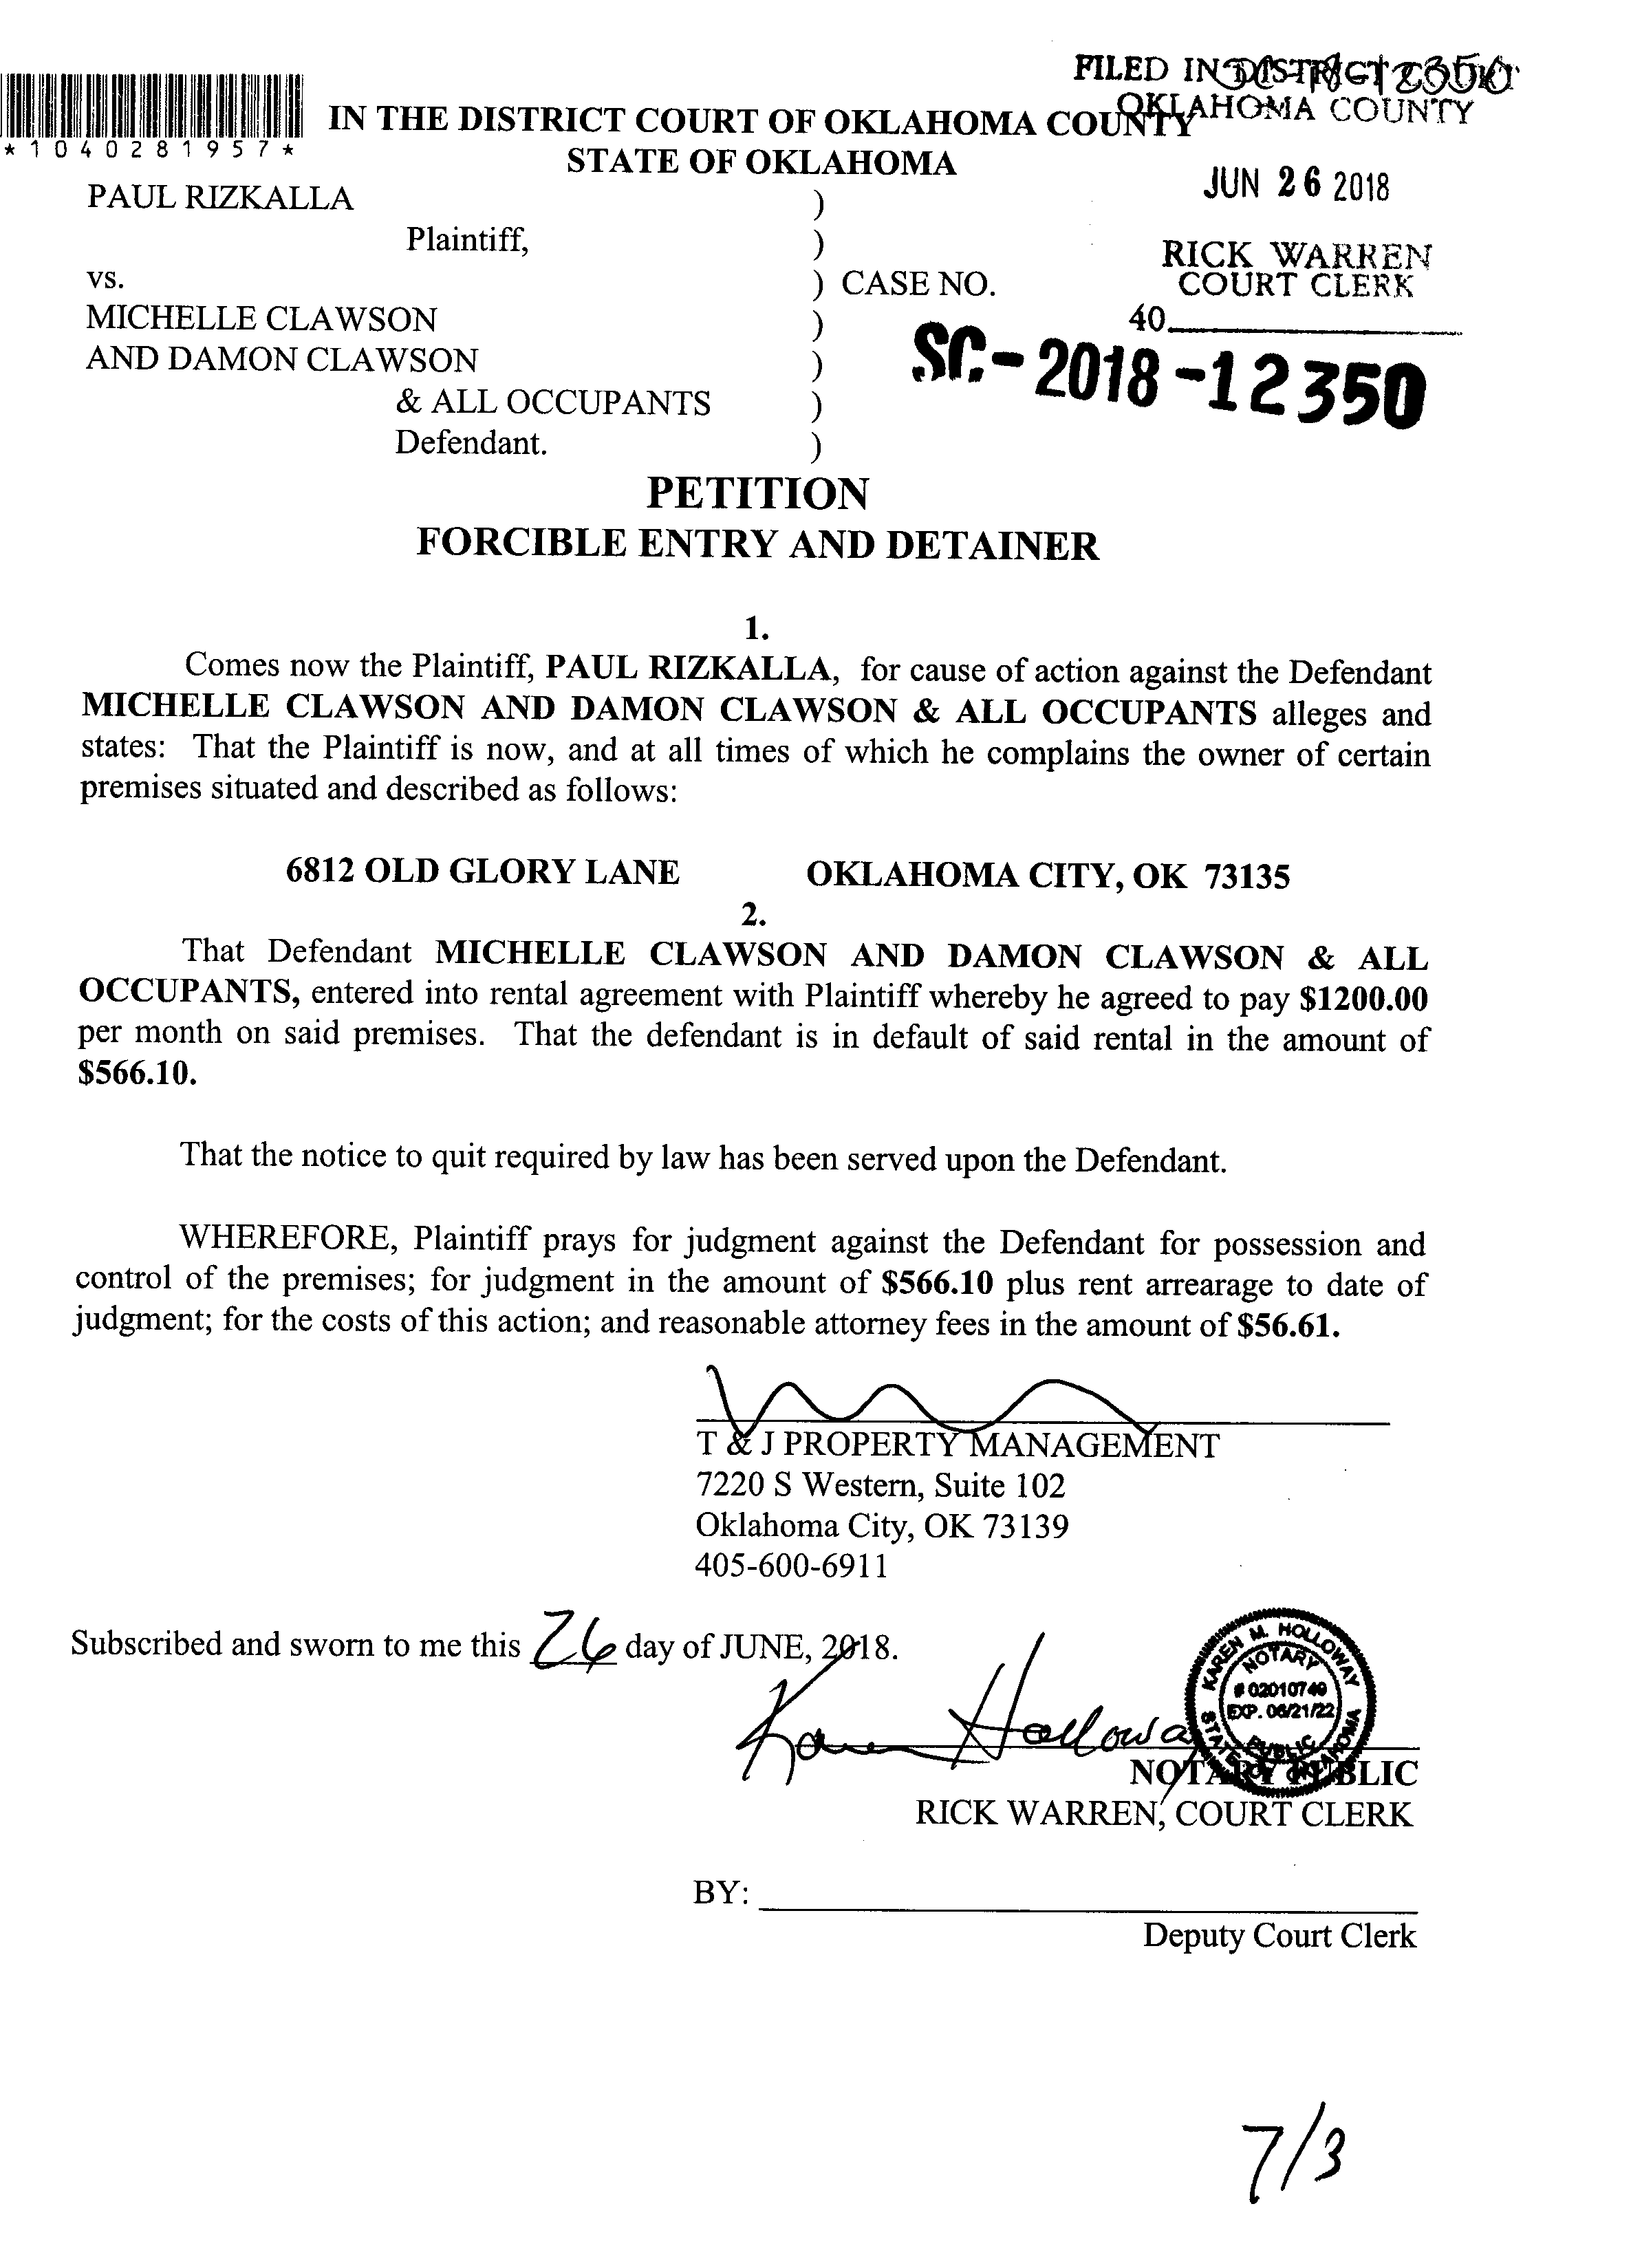 FILED IN DISTRICT COURT
OKLAHOMA COUNTY
*1040281957*
IN THE DISTRICT COURT OF OKLAHOMA COUNTY
STATE OF OKLAHOMA
JUN 26 2018
PAUL RIZKALLA )
Plaintiff, )
RICK WARREN
COURT CLERK
vs. ) CASE NO.
40
MICHELLE CLAWSON )
SC-2018-12350
AND DAMON CLAWSON )
& ALL OCCUPANTS )
Defendant. )
PETITION
FORCIBLE ENTRY AND DETAINER
1.
Comes now the Plaintiff, PAUL RIZKALLA, for cause of action against the Defendant
MICHELLE CLAWSON AND DAMON CLAWSON & ALL OCCUPANTS alleges and
states: That the Plaintiff is now, and at all times of which he complains the owner of certain
premises situated and described as follows:
6812 OLD GLORY LANE OKLAHOMA CITY, OK 73135
2.
That Defendant MICHELLE CLAWSON AND DAMON CLAWSON & ALL
OCCUPANTS, entered into rental agreement with Plaintiff whereby he agreed to pay $1200.00
per month on said premises. That the defendant is in default of said rental in the amount of
$566.10.
That the notice to quit required by law has been served upon the Defendant.
WHEREFORE, Plaintiff prays for judgment against the Defendant for possession and
control of the premises; for judgment in the amount of $566.10 plus rent arrearage to date of
judgment; for the costs of this action; and reasonable attorney fees in the amount of $56.61.
T & J PROPERTY MANAGEMENT
7220 S Western, Suite 102
Oklahoma City, OK 73139
405-600-6911
Subscribed and sworn to me this 26 day of JUNE, 2018.
KAREN M. HOLLOWAY
NOTARY
# 02010749
EXP. 06/21/22
PUBLIC
STATE OF OKLAHOMA
Karen Holloway
NOTARY PUBLIC
RICK WARREN, COURT CLERK
BY:
Deputy Court Clerk
7/3